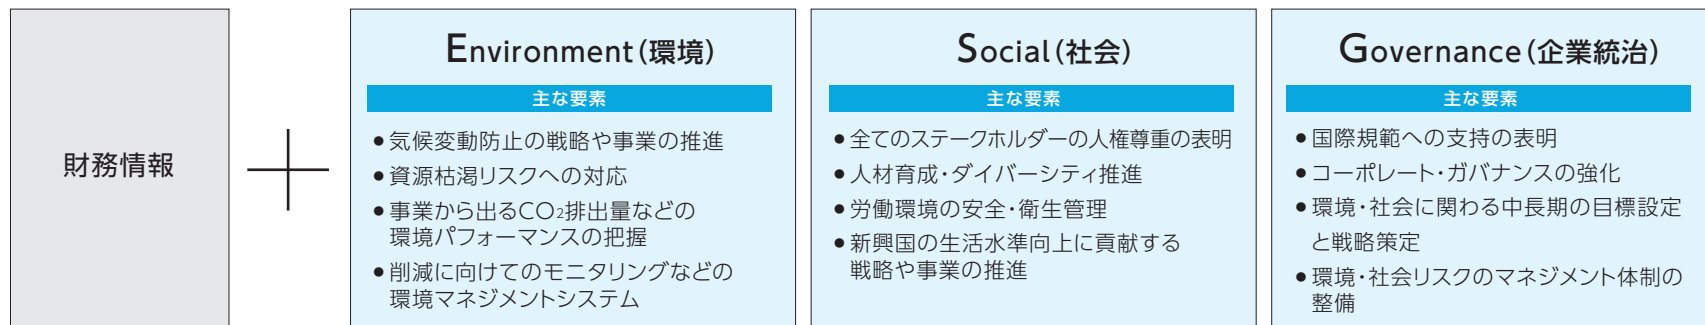 財務情報
Environment(環境)
主な要素
●気候変動防止の戦略や事業の推進
●資源枯渇リスクへの対応
●事業から出るCO₂排出量などの
環境パフォーマンスの把握
●削減に向けてのモニタリングなどの
環境マネジメントシステム
Social(社会)
主な要素
●全てのステークホルダーの人権尊重の表明
●人材育成・ダイバーシティ推進
●労働環境の安全・衛生管理
●新興国の生活水準向上に貢献する
戦略や事業の推進
Governance(企業統治)
主な要素
●国際規範への支持の表明
●コーポレート・ガバナンスの強化
●環境・社会に関わる中長期の目標設定
と戦略策定
●環境・社会リスクのマネジメント体制の
整備